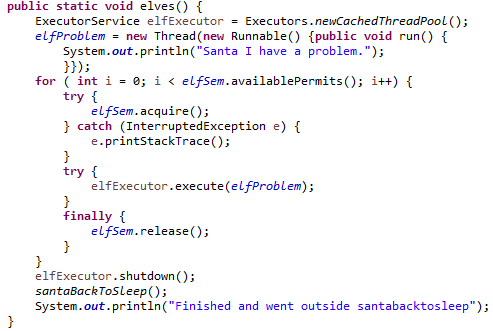 public static void elves() {
    ExecutorService elfExecutor = Executors.newCachedThreadPool();
    elfProblem = new Thread(new Runnable() {public void run() {
        System.out.println("Santa I have a problem.");
        }});
    for ( int i = 0; i < elfSem.availablePermits(); i++) {
        try {
            elfSem.acquire();
        } catch (InterruptedException e) {
            e.printStackTrace();
        }
        try {
            elfExecutor.execute(elfProblem);
        }
        finally {
            elfSem.release();
        }
    }
    elfExecutor.shutdown();
    santaBackToSleep();
    System.out.println("Finished and went outside santabacktosleep");
}